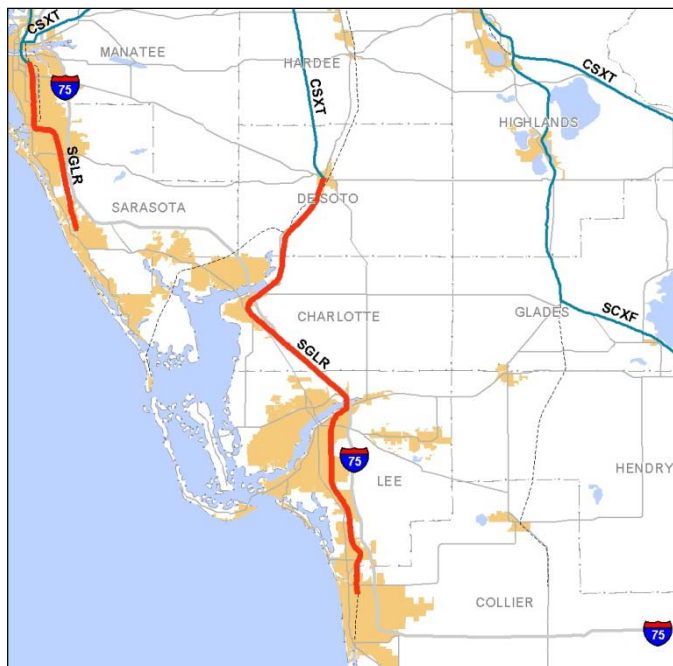 CSXT
MANATEE
HARDEE
CSXT
CSXT
75
HIGHLANDS
SGLR
SARASOTA
DE SOTO
CHARLOTTE
GLADES
SCXF
SGLR
75
LEE
HENDRY
COLLIER
75